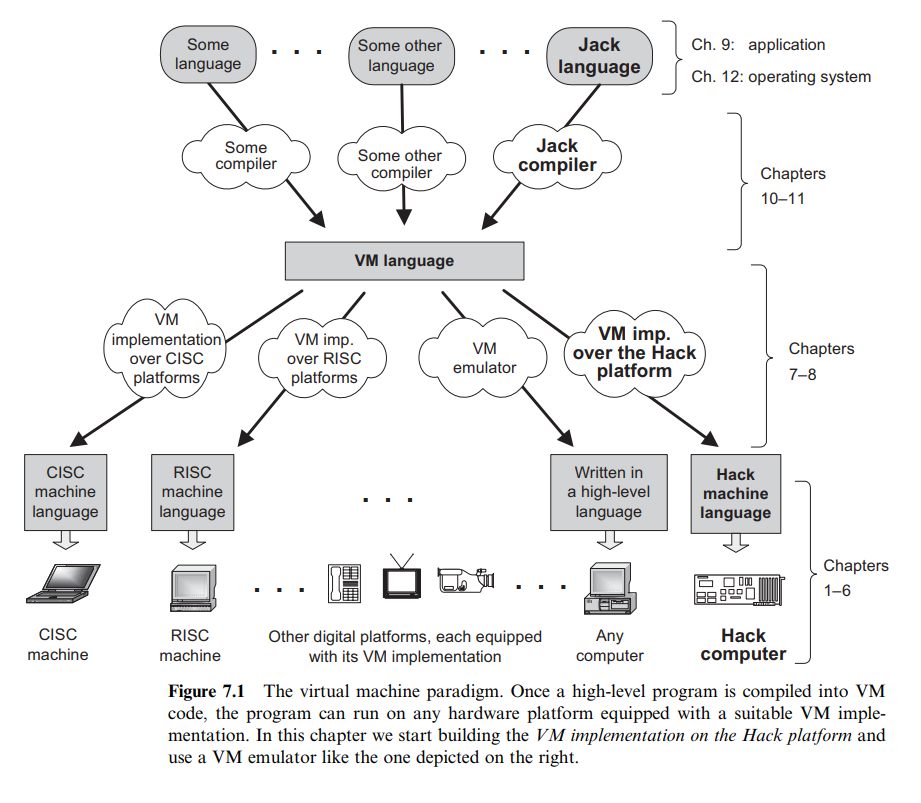 Some
language
. . .
Some other
language
. . .
Jack
language
Ch. 9: application
Ch. 12: operating system
Some
compiler
Some other
compiler
Jack
compiler
Chapters
10–11
VM language
VM
implementation
over CISC
platforms
VM imp.
over RISC
platforms
VM
emulator
VM imp.
over the Hack
platform
Chapters
7–8
CISC
machine
language
RISC
machine
language
. . .
Written in
a high-level
language
Hack
machine
language
. . .
. . .
Chapters
1–6
CISC
machine
RISC
machine
Other digital platforms, each equipped
with its VM implementation
Any
computer
Hack
computer
Figure 7.1 The virtual machine paradigm. Once a high-level program is compiled into VM
code, the program can run on any hardware platform equipped with a suitable VM imple-
mentation. In this chapter we start building the VM implementation on the Hack platform and
use a VM emulator like the one depicted on the right.